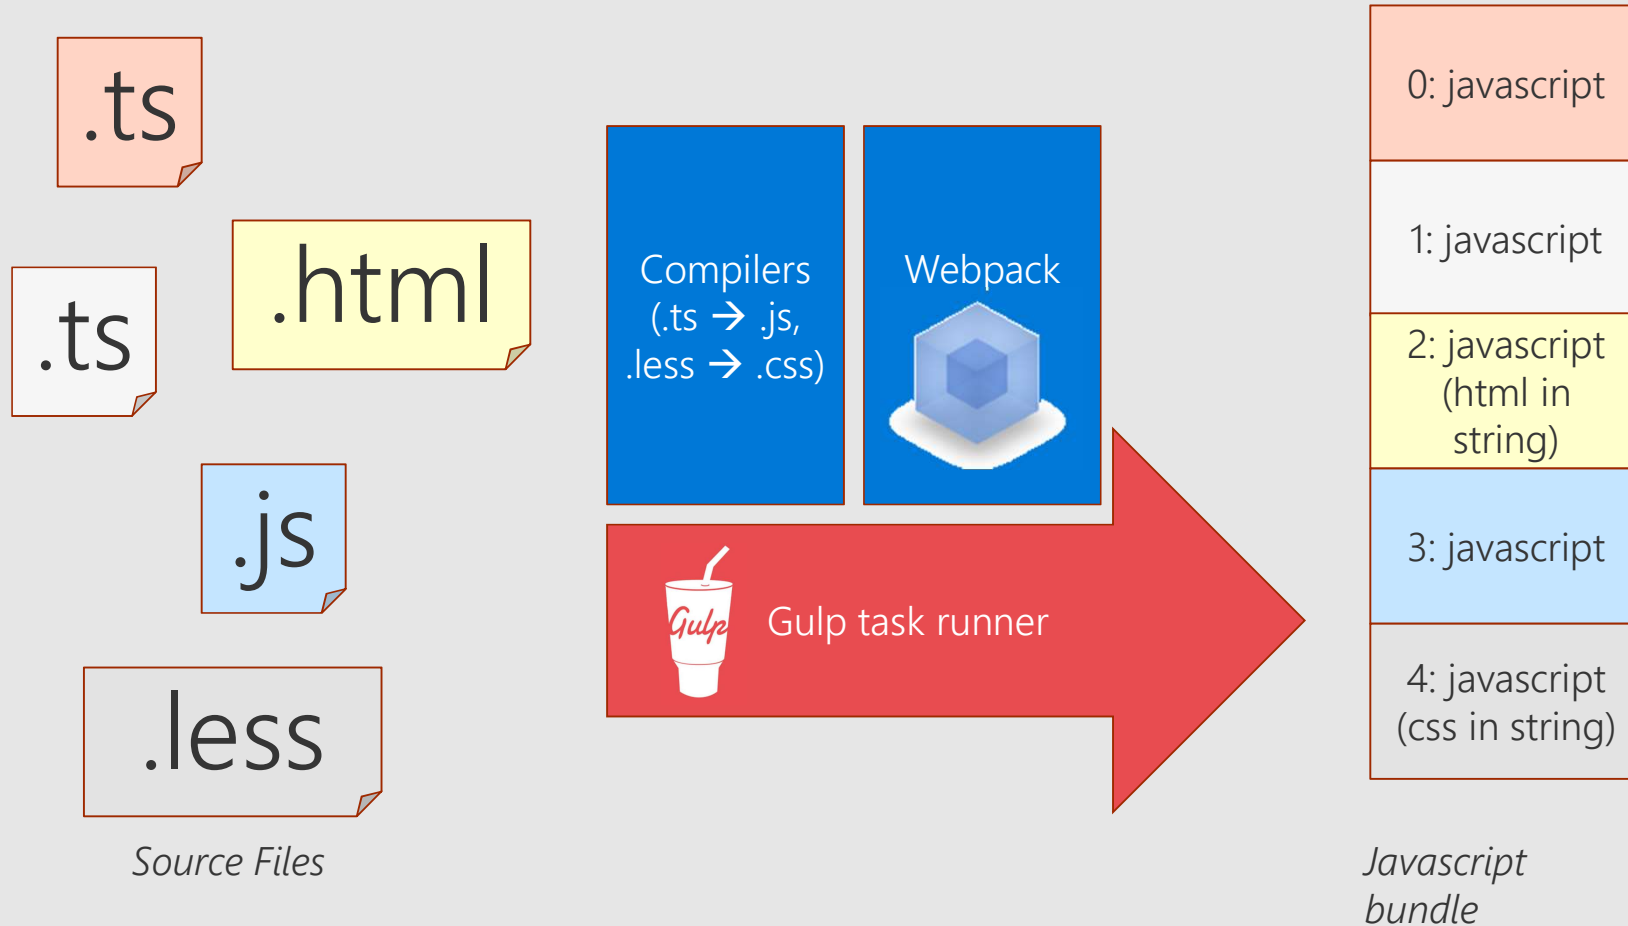 .ts
.html
.ts
.js
.less
Source Files
Compilers
(.ts → .js,
.less → .css)
Webpack
Gulp
Gulp task runner
0: javascript
1: javascript
2: javascript
(html in
string)
3: javascript
4: javascript
(css in string)
Javascript
bundle